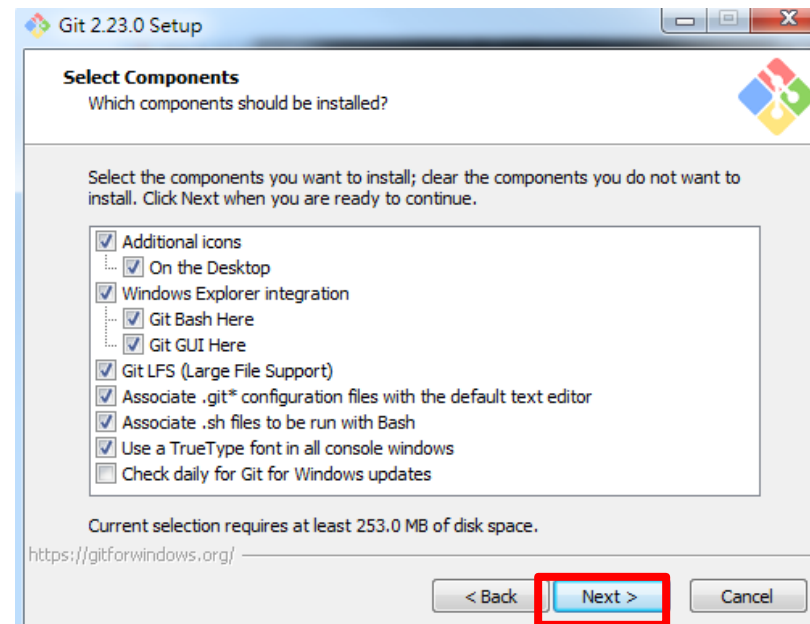 Git 2.23.0 Setup
Select Components
Which components should be installed?
Select the components you want to install; clear the components you do not want to
install. Click Next when you are ready to continue.
Additional icons
On the Desktop
Windows Explorer integration
Git Bash Here
Git GUI Here
Git LFS (Large File Support)
Associate .git* configuration files with the default text editor
Associate .sh files to be run with Bash
Use a TrueType font in all console windows
Check daily for Git for Windows updates
Current selection requires at least 253.0 MB of disk space.
https://gitforwindows.org/
< Back
Next >
Cancel